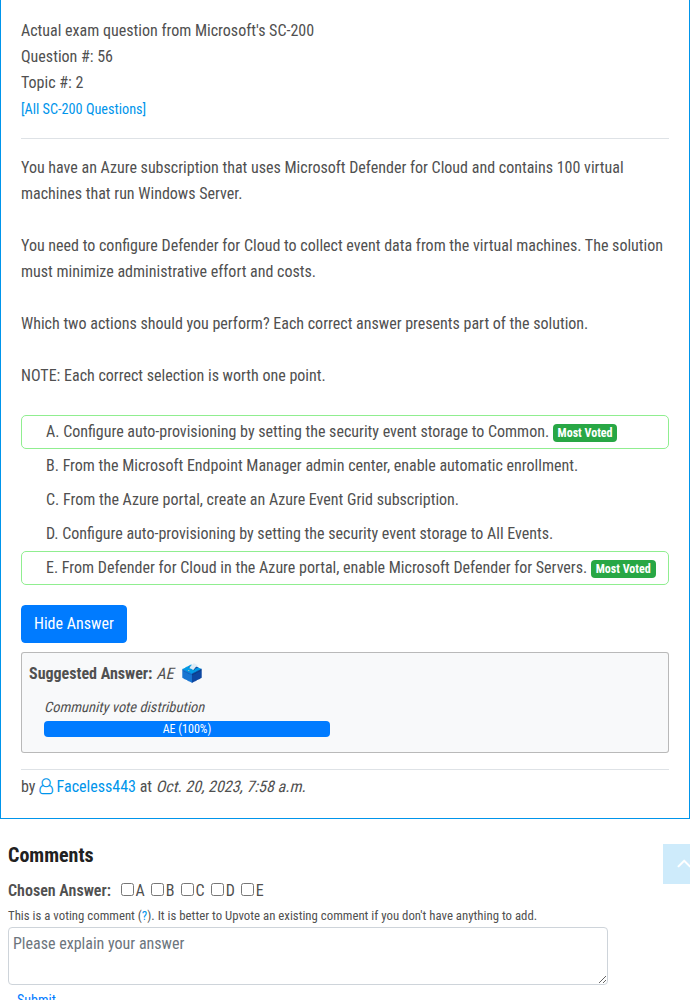 Actual exam question from Microsoft's SC-200
Question #: 56
Topic #: 2
[All SC-200 Questions]
You have an Azure subscription that uses Microsoft Defender for Cloud and contains 100 virtual
machines that run Windows Server.
You need to configure Defender for Cloud to collect event data from the virtual machines. The solution
must minimize administrative effort and costs.
Which two actions should you perform? Each correct answer presents part of the solution.
NOTE: Each correct selection is worth one point.
A. Configure auto-provisioning by setting the security event storage to Common. Most Voted
B. From the Microsoft Endpoint Manager admin center, enable automatic enrollment.
C. From the Azure portal, create an Azure Event Grid subscription.
D. Configure auto-provisioning by setting the security event storage to All Events.
E. From Defender for Cloud in the Azure portal, enable Microsoft Defender for Servers. Most Voted
Hide Answer
Suggested Answer: AE
Community vote distribution
AE (100%)
by Faceless443 at Oct. 20, 2023, 7:58 a.m.
Comments
Chosen Answer: A B C D E
This is a voting comment (?). It is better to Upvote an existing comment if you don't have anything to add.
Please explain your answer
Submit